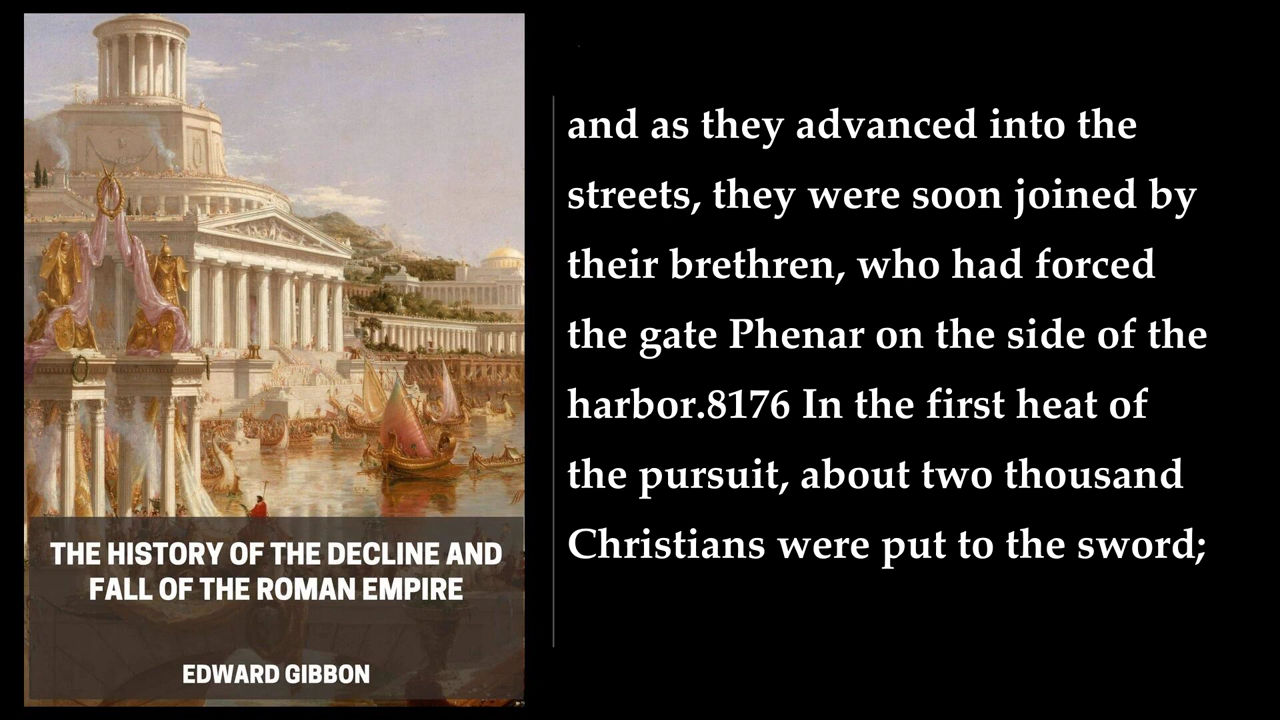 THE HISTORY OF THE DECLINE AND
FALL OF THE ROMAN EMPIRE
EDWARD GIBBON
and as they advanced into the
streets, they were soon joined by
their brethren, who had forced
the gate Phenar on the side of the
harbor.8176 In the first heat of
the pursuit, about two thousand
Christians were put to the sword;